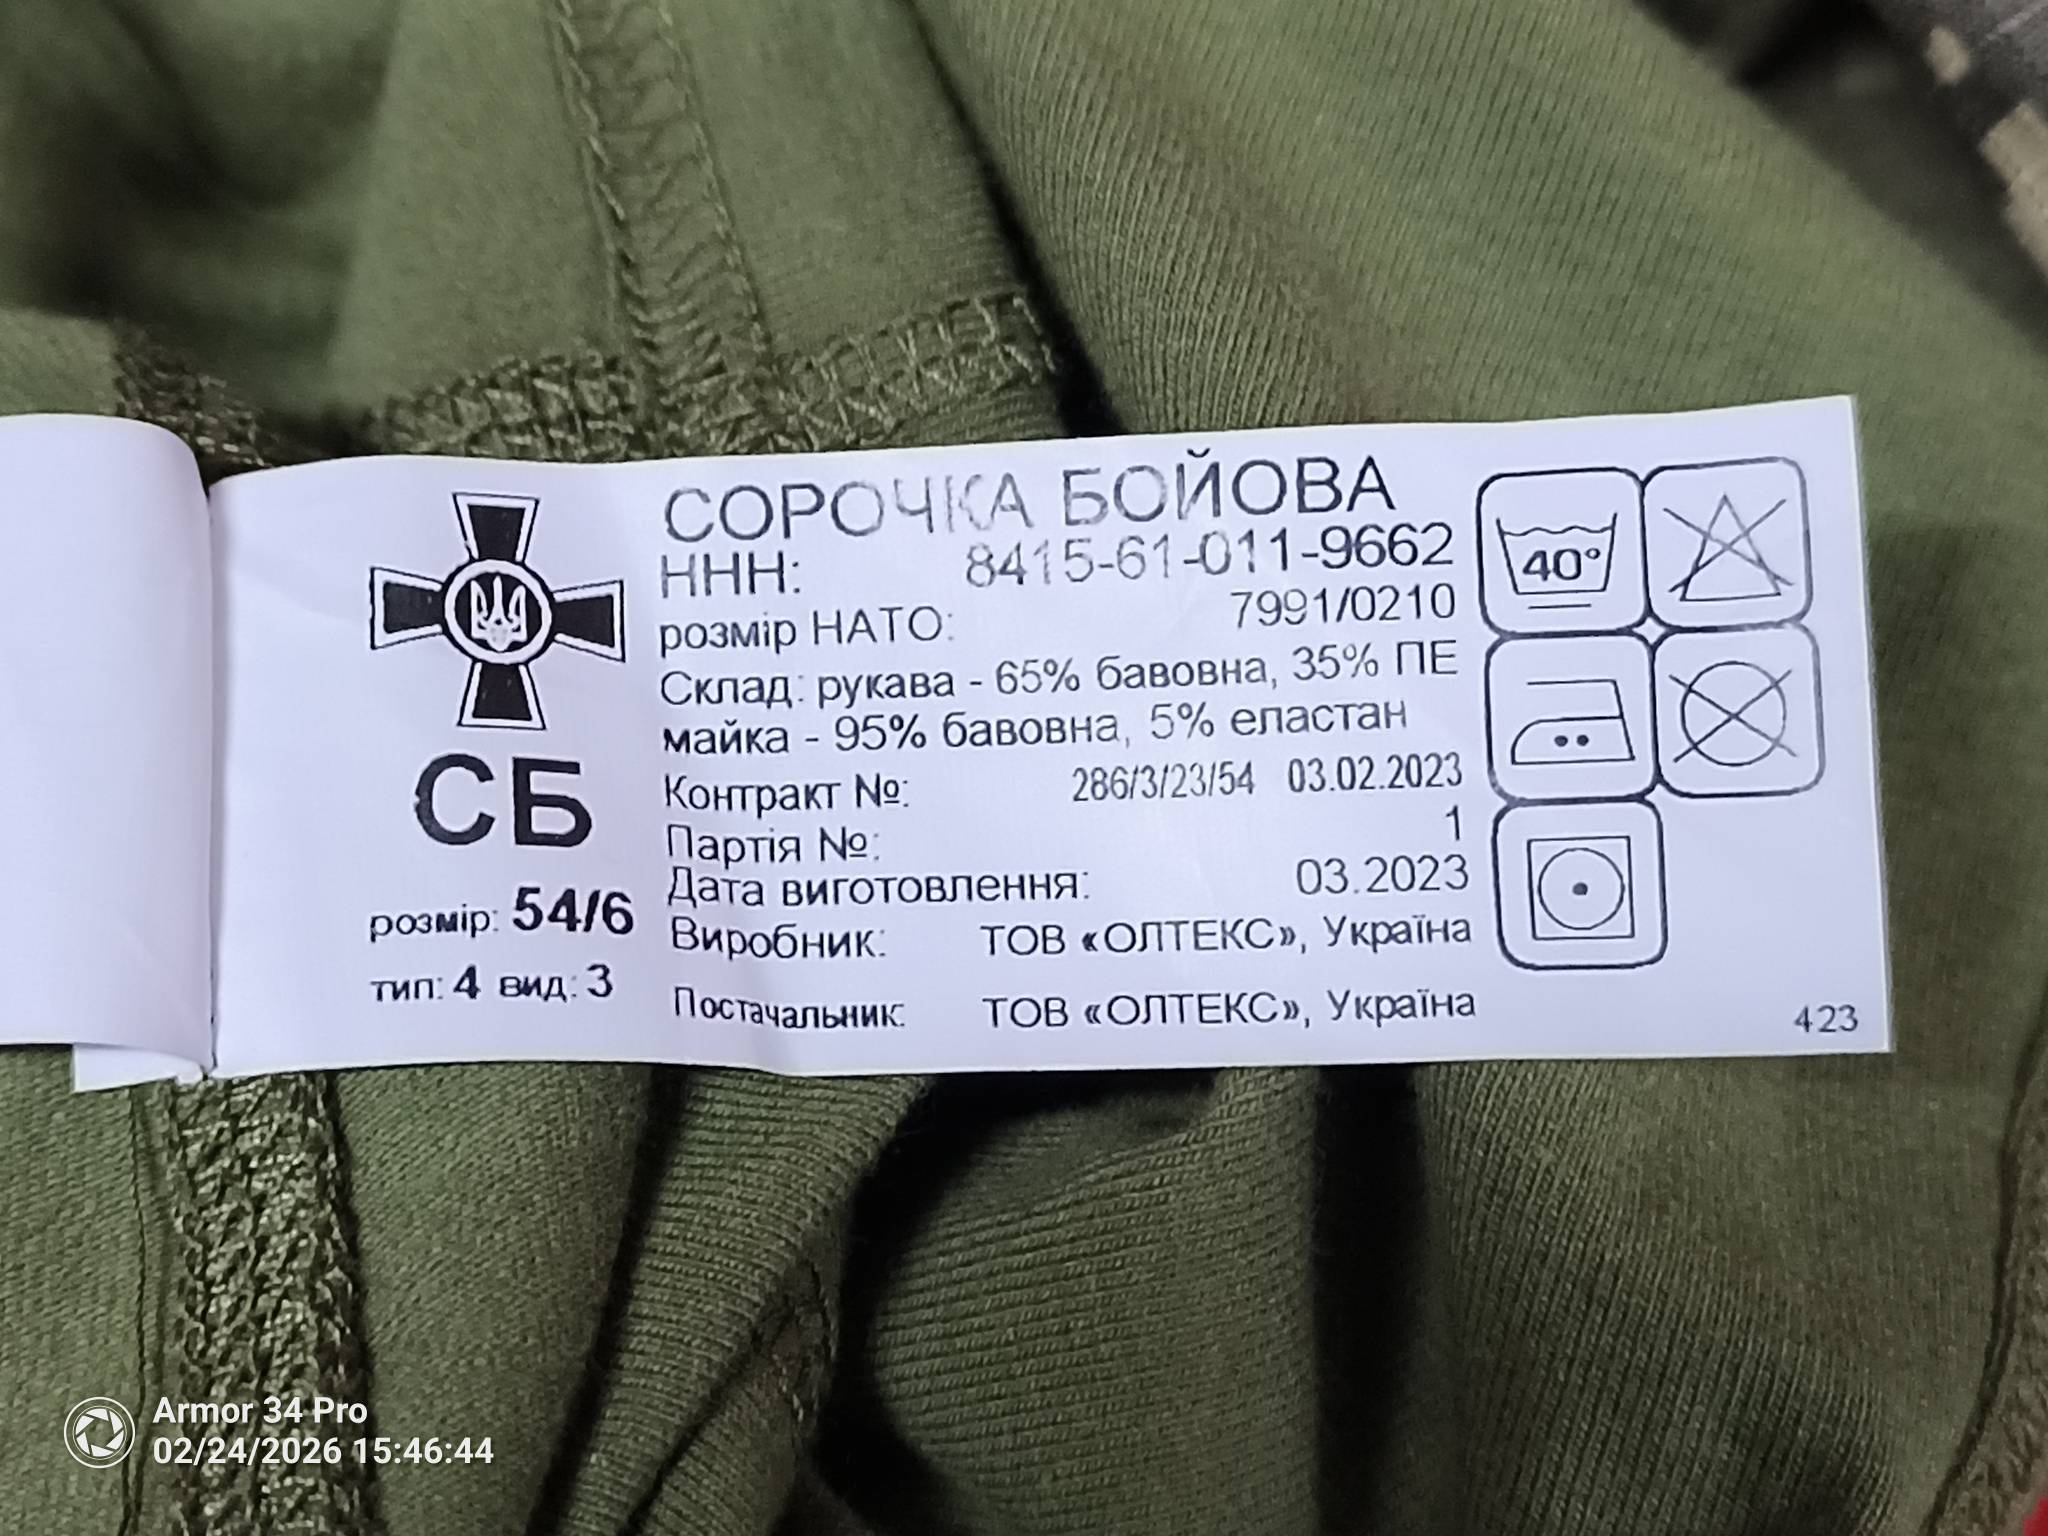 СОРОЧКА БОЙОВА
ННН: 8415-61-011-9662
розмір НАТО: 7991/0210
Склад: рукава - 65% бавовна, 35% ПЕ
майка - 95% бавовна, 5% еластан
Контракт №: 286/3/23/54 03.02.2023
Партія №: 1
Дата виготовлення: 03.2023
Виробник: ТОВ «ОЛТЕКС», Україна
Постачальник: ТОВ «ОЛТЕКС», Україна
СБ
розмір: 54/6
тип: 4 вид: 3
40°
423
Armor 34 Pro
02/24/2026 15:46:44